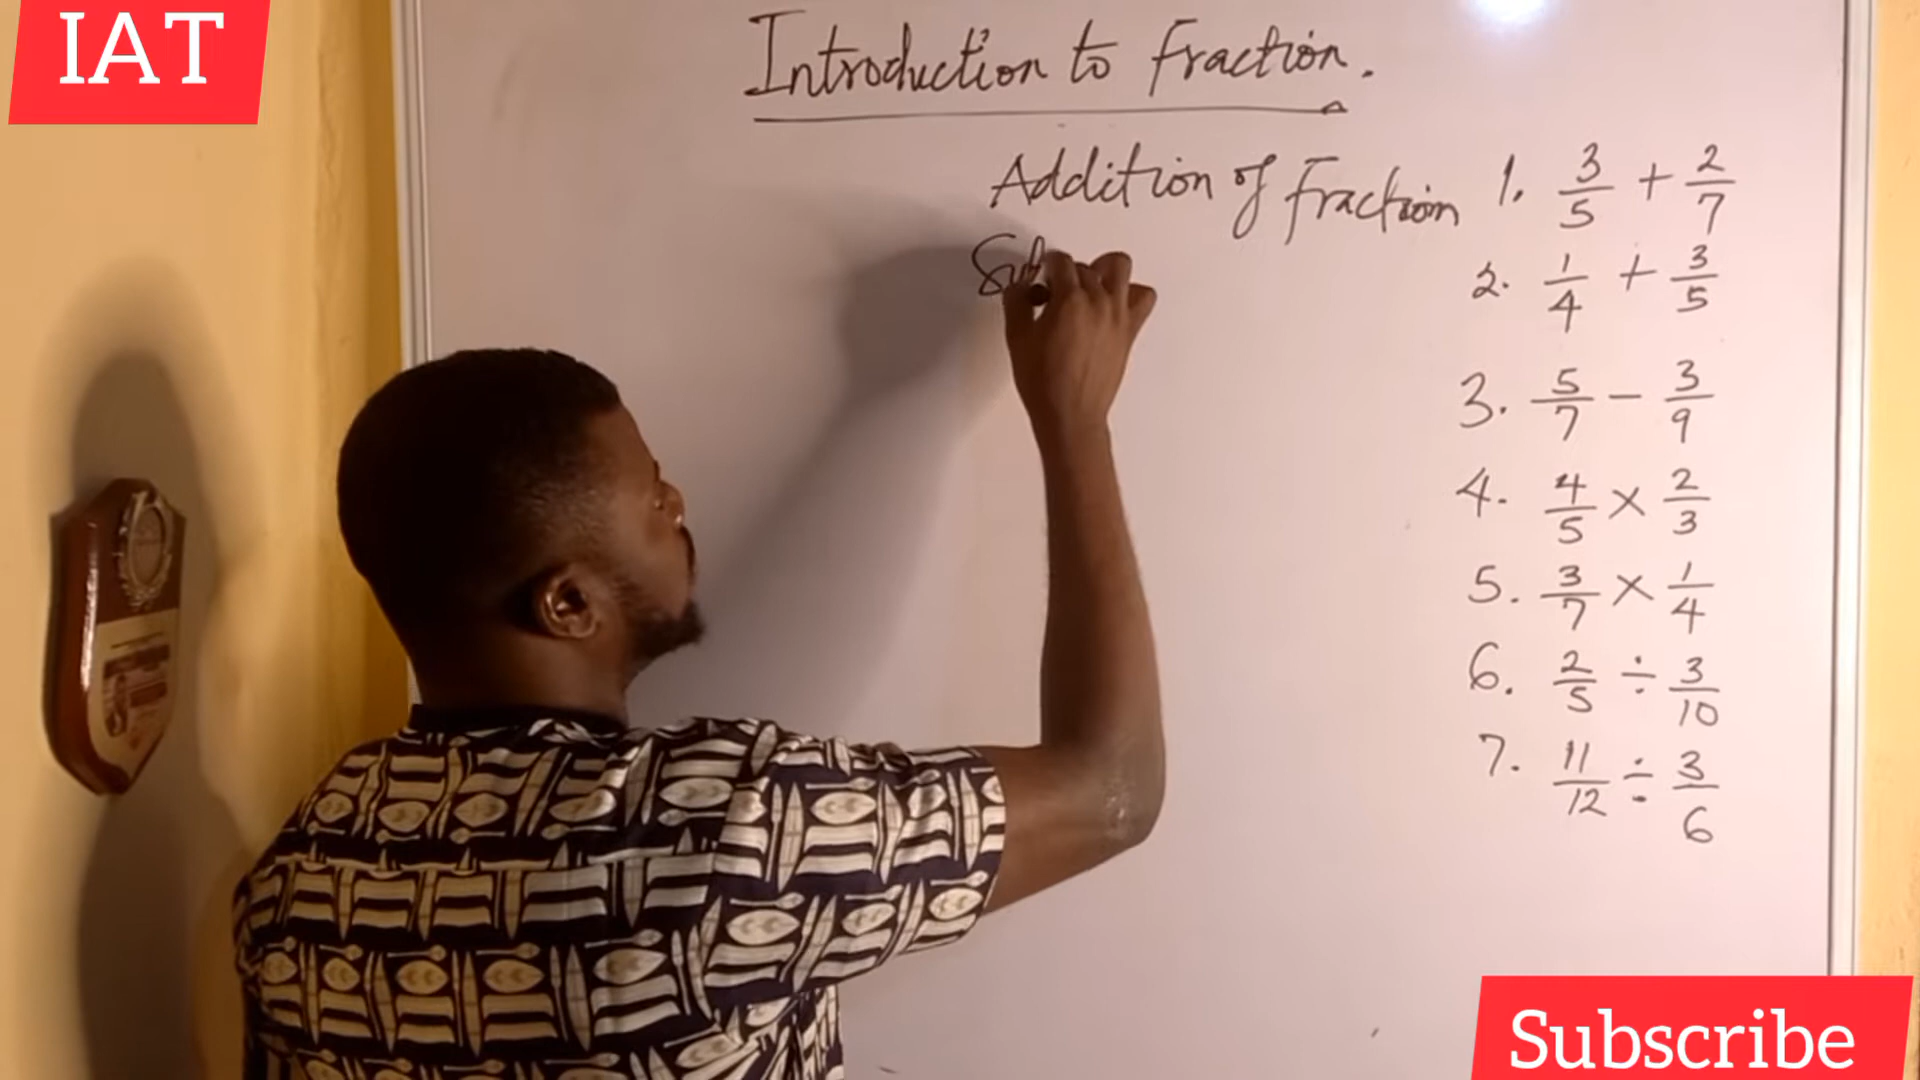 IAT
Introduction to fraction.
Addition of fraction
Sub
1. 3/5 + 2/7
2. 1/4 + 3/5
3. 5/7 - 3/9
4. 4/5 × 2/3
5. 3/7 × 1/4
6. 2/5 ÷ 3/10
7. 11/12 ÷ 3/6
Subscribe